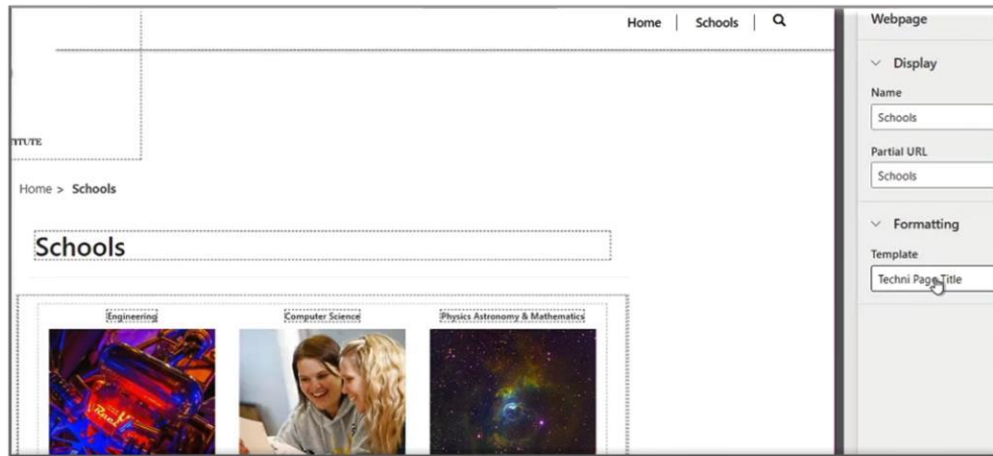 Home | Schools |
TITUTE
Home > Schools
Schools
Engineering
Computer Science
Physics Astronomy & Mathematics
Webpage
Display
Name
Schools
Partial URL
Schools
Formatting
Template
Techni Page Title